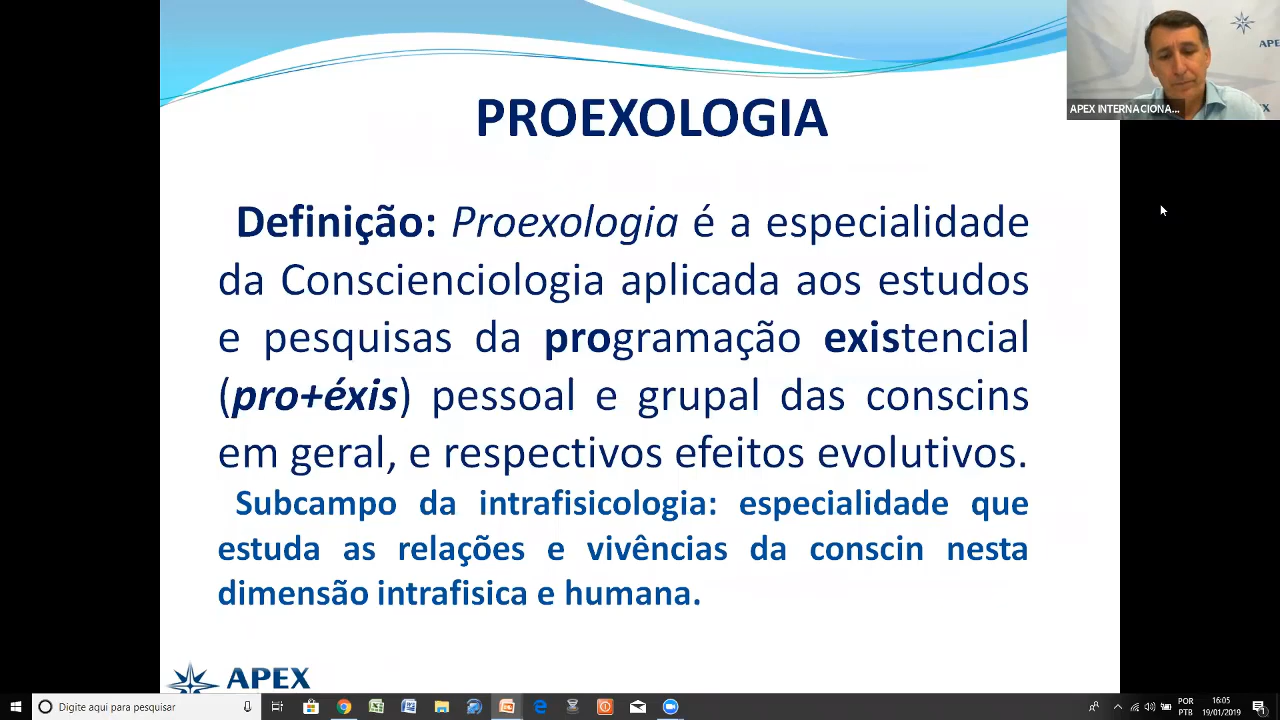 PROEXOLOGIA
Definição: Proexologia é a especialidade
da Conscienciologia aplicada aos estudos
e pesquisas da programação existencial
(pro+éxis) pessoal e grupal das conscins
em geral, e respectivos efeitos evolutivos.
Subcampo da intrafisicologia: especialidade que
estuda as relações e vivências da conscin nesta
dimensão intrafisica e humana.
APEX
APEX INTERNACIONA...
APEX
Digite aqui para pesquisar
POR
PTB
16:05
19/01/2019